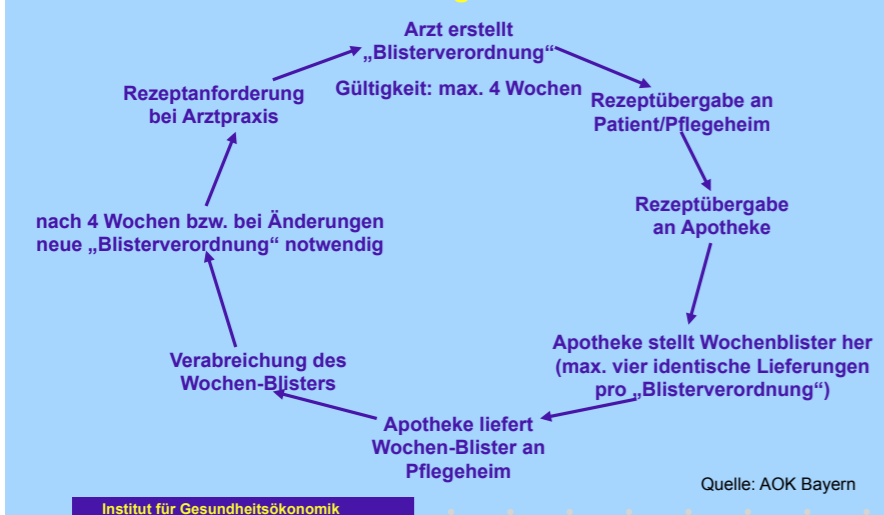 Arzt erstellt
„Blisterverordnung"
Gültigkeit: max. 4 Wochen
Rezeptübergabe an
Patient/Pflegeheim
Rezeptübergabe
an Apotheke
Apotheke stellt Wochenblister her
(max. vier identische Lieferungen
pro „Blisterverordnung")
Apotheke liefert
Wochen-Blister an
Pflegeheim
Verabreichung des
Wochen-Blisters
nach 4 Wochen bzw. bei Änderungen
neue „Blisterverordnung" notwendig
Rezeptanforderung
bei Arztpraxis
Quelle: AOK Bayern
Institut für Gesundheitsökonomik